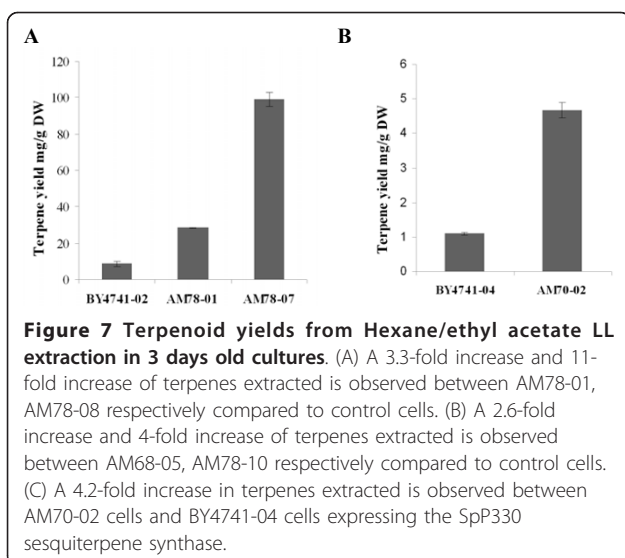 A
B
Terpene yield mg/g DW
120
100
80
60
40
20
0
BY4741-02 AM78-01 AM78-07
Terpene yield mg/g DW
6
5
4
3
2
1
0
BY4741-04 AM70-02
Figure 7 Terpenoid yields from Hexane/ethyl acetate LL
extraction in 3 days old cultures. (A) A 3.3-fold increase and 11-
fold increase of terpenes extracted is observed between AM78-01,
AM78-08 respectively compared to control cells. (B) A 2.6-fold
increase and 4-fold increase of terpenes extracted is observed
between AM68-05, AM78-10 respectively compared to control cells.
(C) A 4.2-fold increase in terpenes extracted is observed between
AM70-02 cells and BY4741-04 cells expressing the SpP330
sesquiterpene synthase.